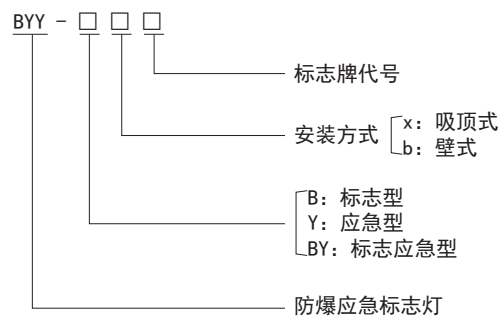 BYY - □ □ □
标志牌代号
安装方式
x：吸顶式
b：壁式
B：标志型
Y：应急型
BY：标志应急型
防爆应急标志灯